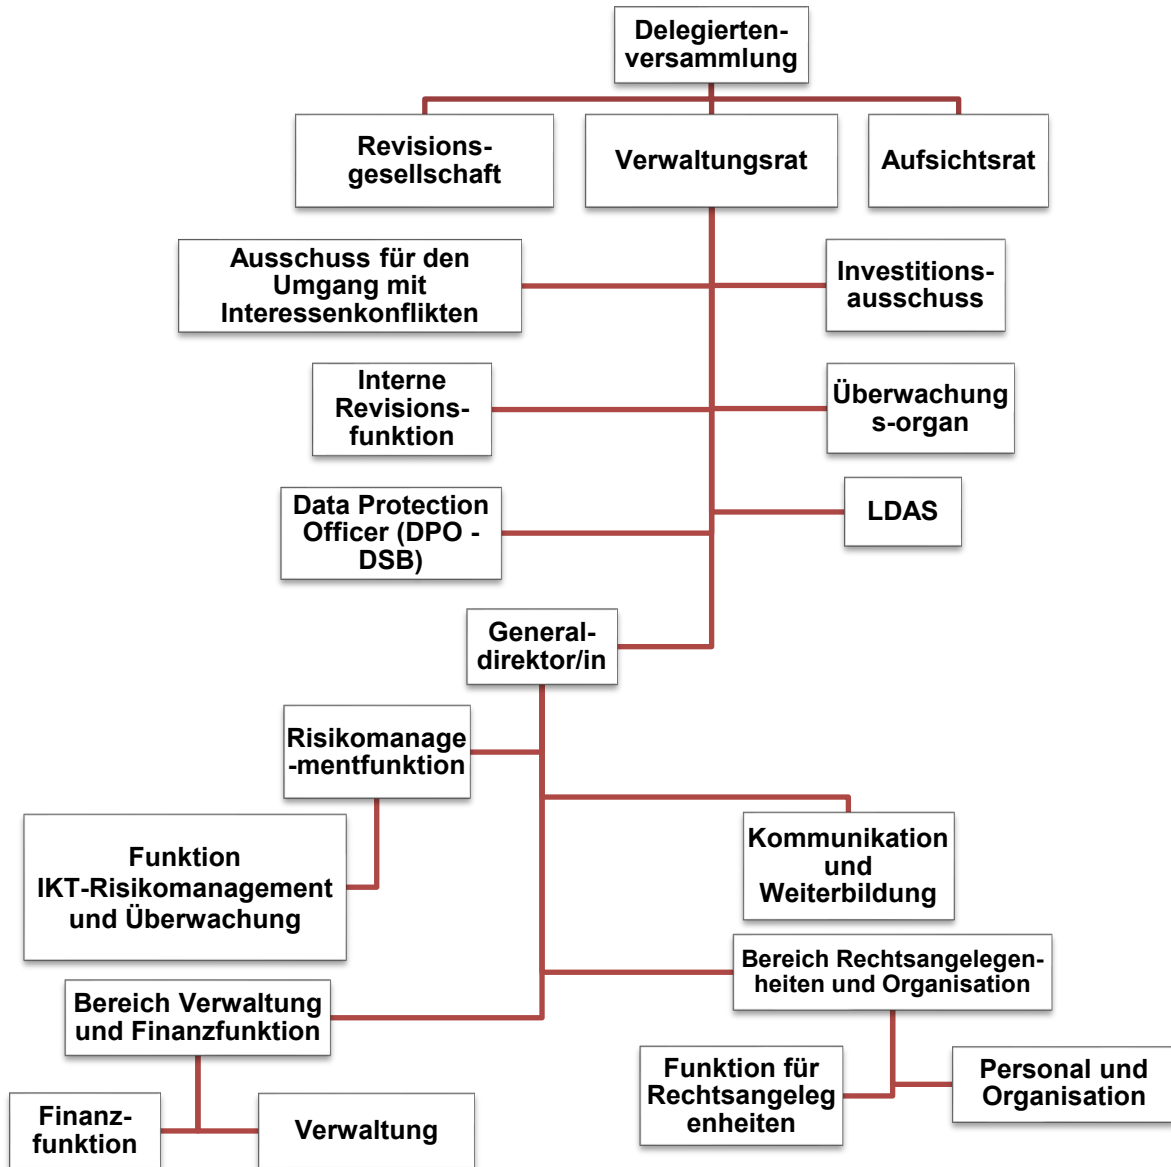 Delegierten-
versammlung
Revisions-
gesellschaft
Verwaltungsrat
Aufsichtsrat
Ausschuss für den
Umgang mit
Interessenkonflikten
Investitions-
ausschuss
Interne
Revisions-
funktion
Überwachung
s-organ
Data Protection
Officer (DPO -
DSB)
LDAS
General-
direktor/in
Risikomanage
-mentfunktion
Funktion
IKT-Risikomanagement
und Überwachung
Kommunikation
und
Weiterbildung
Bereich Rechtsangelegen-
heiten und Organisation
Bereich Verwaltung
und Finanzfunktion
Funktion für
Rechtsangeleg
enheiten
Personal und
Organisation
Finanz-
funktion
Verwaltung